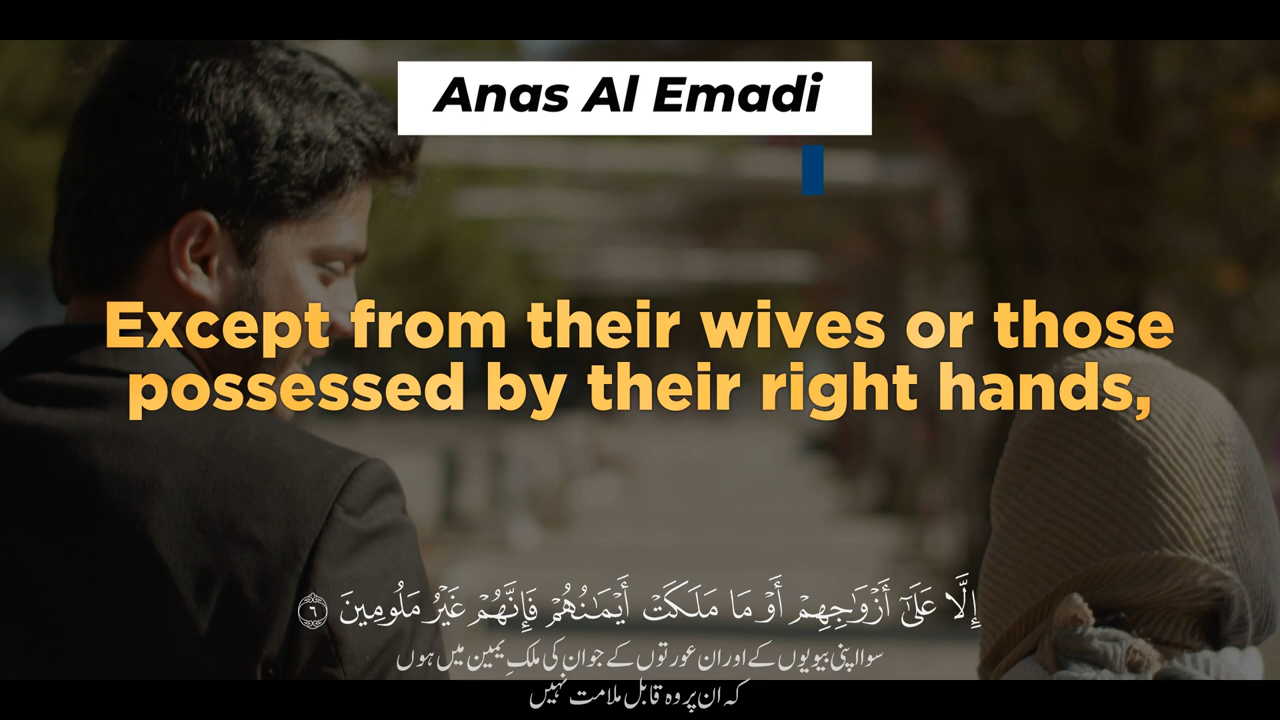 Anas Al Emadi
Except from their wives or those
possessed by their right hands,
إِلَّا عَلَىٰٓ أَزْوَٰجِهِمْ أَوْ مَا مَلَكَتْ أَيْمَـٰنُهُمْ فَإِنَّهُمْ غَيْرُ مَلُومِينَ ٦
سوا اپنی بیویوں کے اور ان عورتوں کے جو ان کی ملکِ یمین میں ہوں
کہ ان پر وہ قابل ملامت نہیں